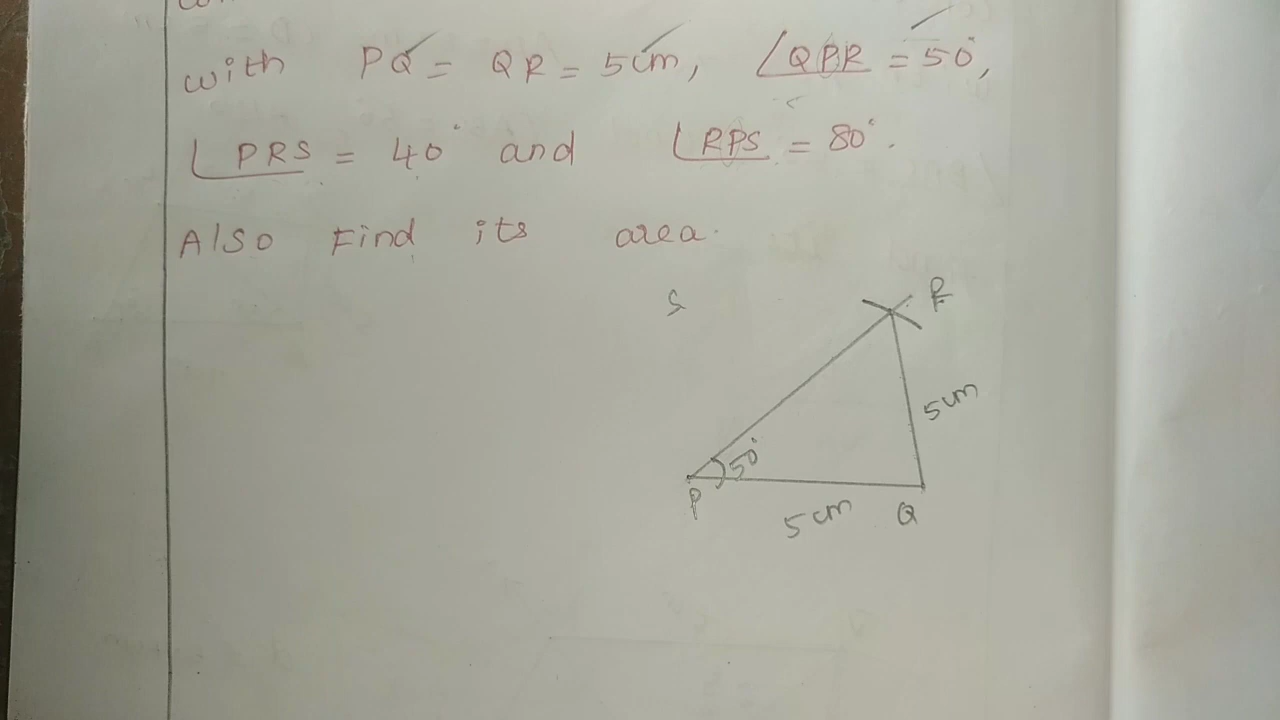 with PQ = QR = 5cm, ∠QPR = 50°,
∠PRS = 40° and ∠RPS = 80°.
Also Find its area.
S
R
5cm
50°
P
5cm
Q